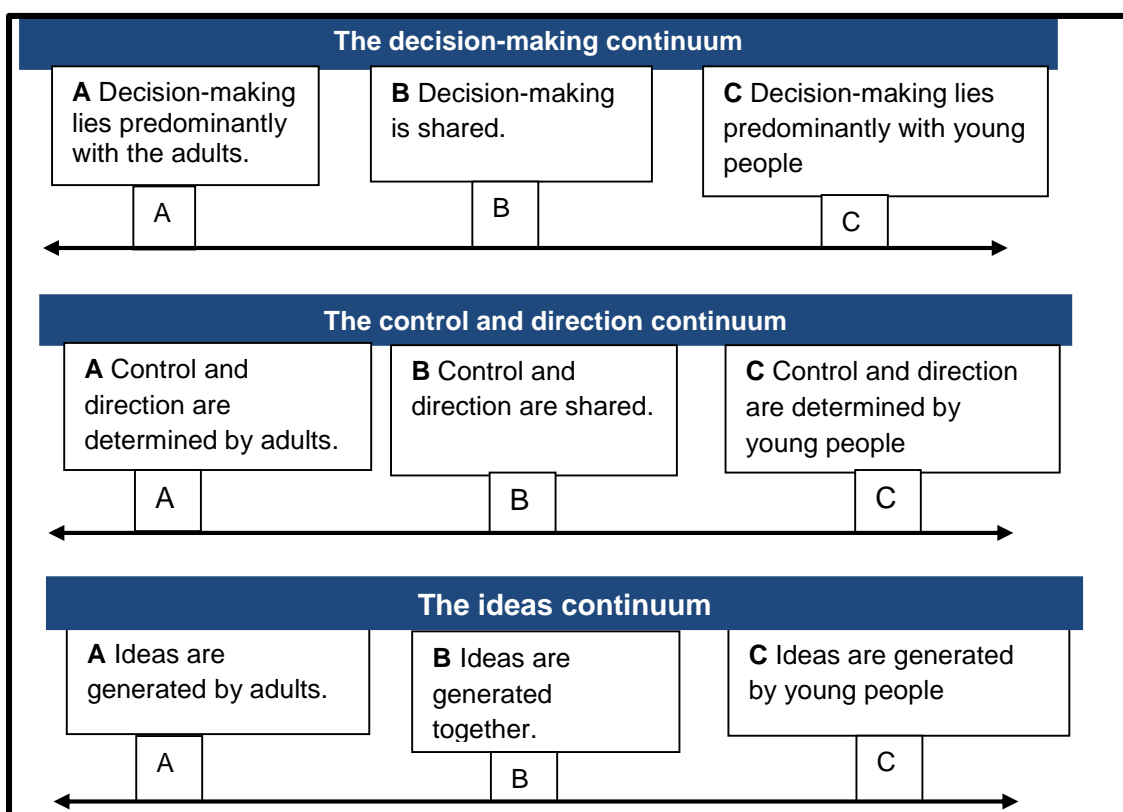 The decision-making continuum
A Decision-making
lies predominantly
with the adults.
B Decision-making
is shared.
C Decision-making lies
predominantly with young
people
A
B
C
The control and direction continuum
A Control and
direction are
determined by adults.
B Control and
direction are shared.
C Control and direction
are determined by
young people
A
B
C
The ideas continuum
A Ideas are
generated by adults.
B Ideas are
generated
together.
C Ideas are generated
by young people
A
B
C